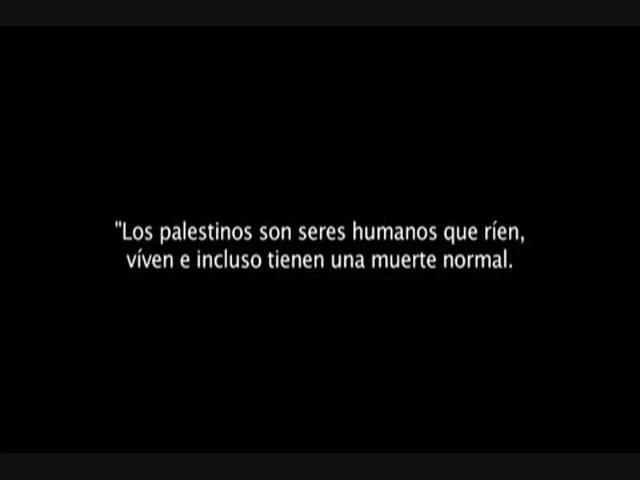 "Los palestinos son seres humanos que ríen,
víven e incluso tienen una muerte normal.